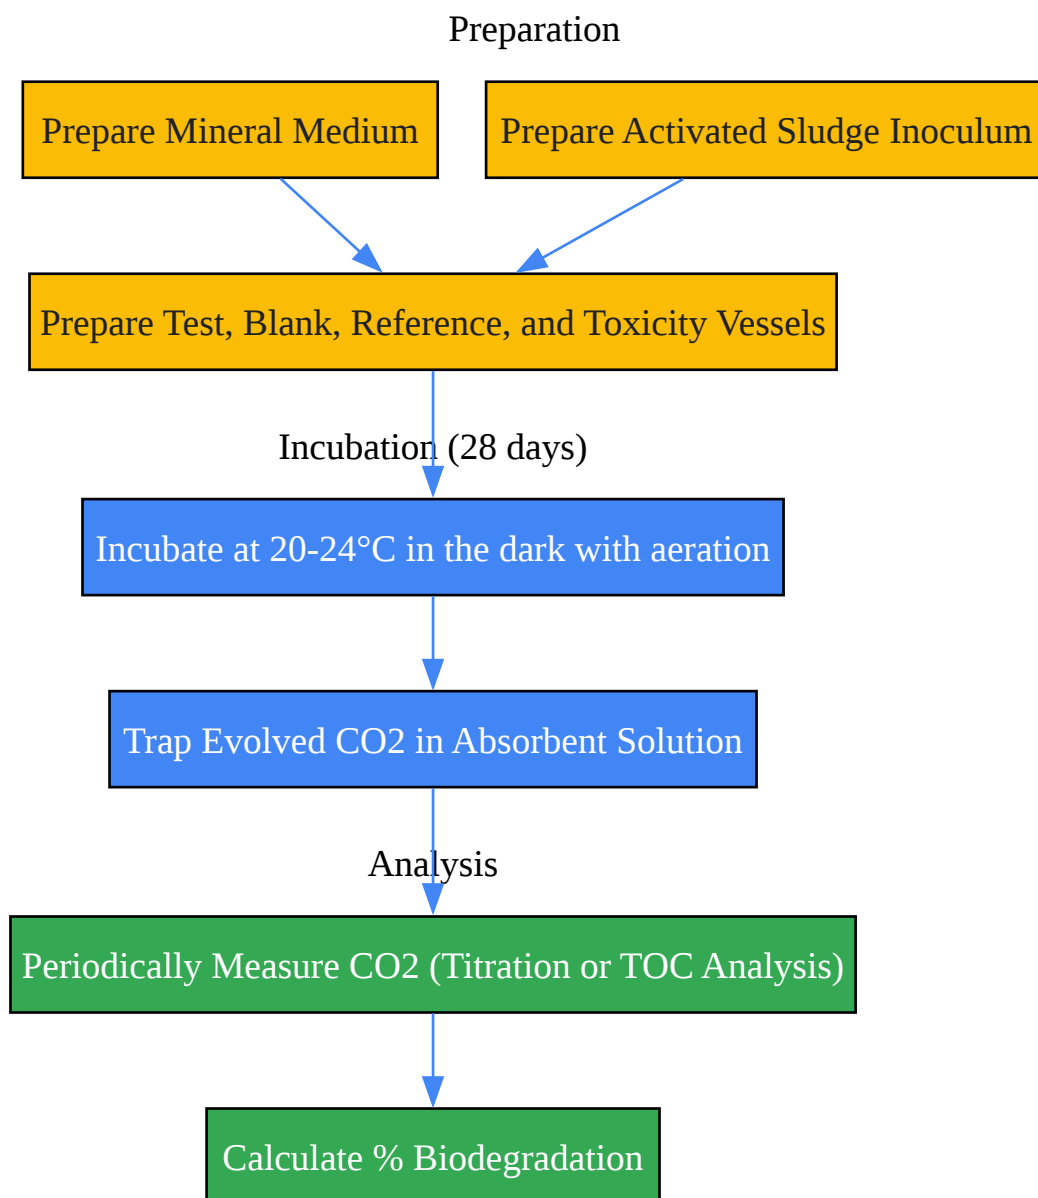 Preparation
Prepare Mineral Medium
Prepare Activated Sludge Inoculum
Prepare Test, Blank, Reference, and Toxicity Vessels
Incubation (28 days)
Incubate at 20-24°C in the dark with aeration
Trap Evolved CO2 in Absorbent Solution
Analysis
Periodically Measure CO2 (Titration or TOC Analysis)
Calculate % Biodegradation